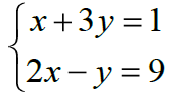 x + 3y = 1
2x − y = 9